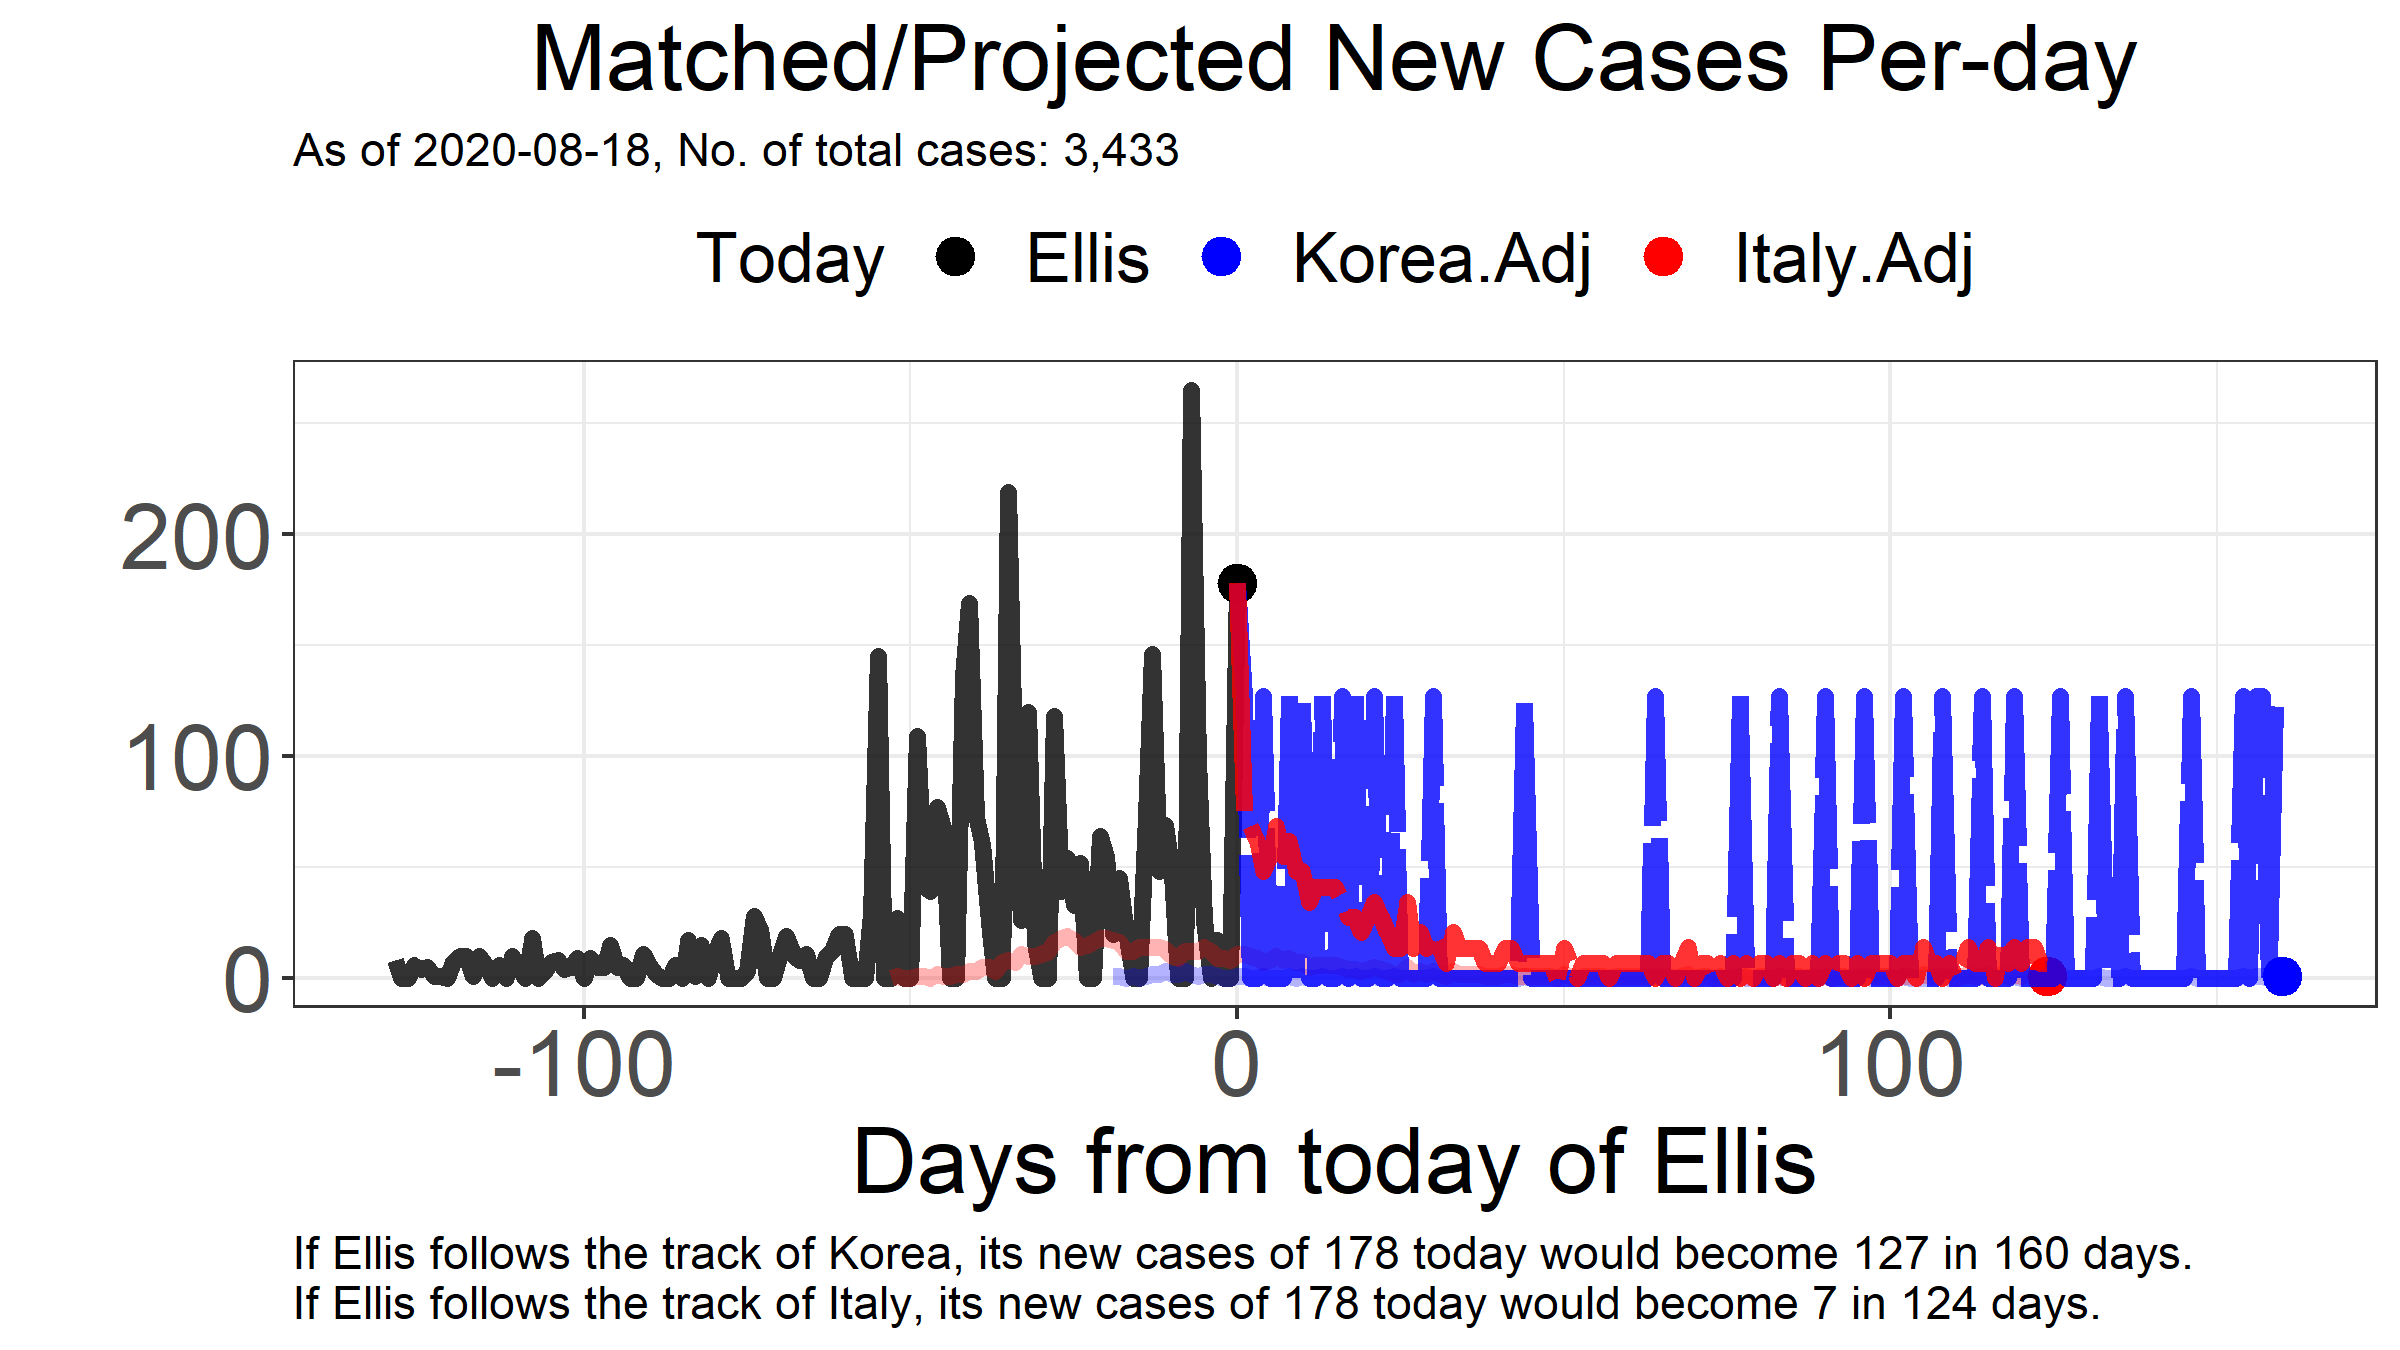 Matched/Projected New Cases Per-day
As of 2020-08-18, No. of total cases: 3,433
Today Ellis Korea.Adj Italy.Adj
200
100
0
-100 0 100
Days from today of Ellis
If Ellis follows the track of Korea, its new cases of 178 today would become 127 in 160 days.
If Ellis follows the track of Italy, its new cases of 178 today would become 7 in 124 days.